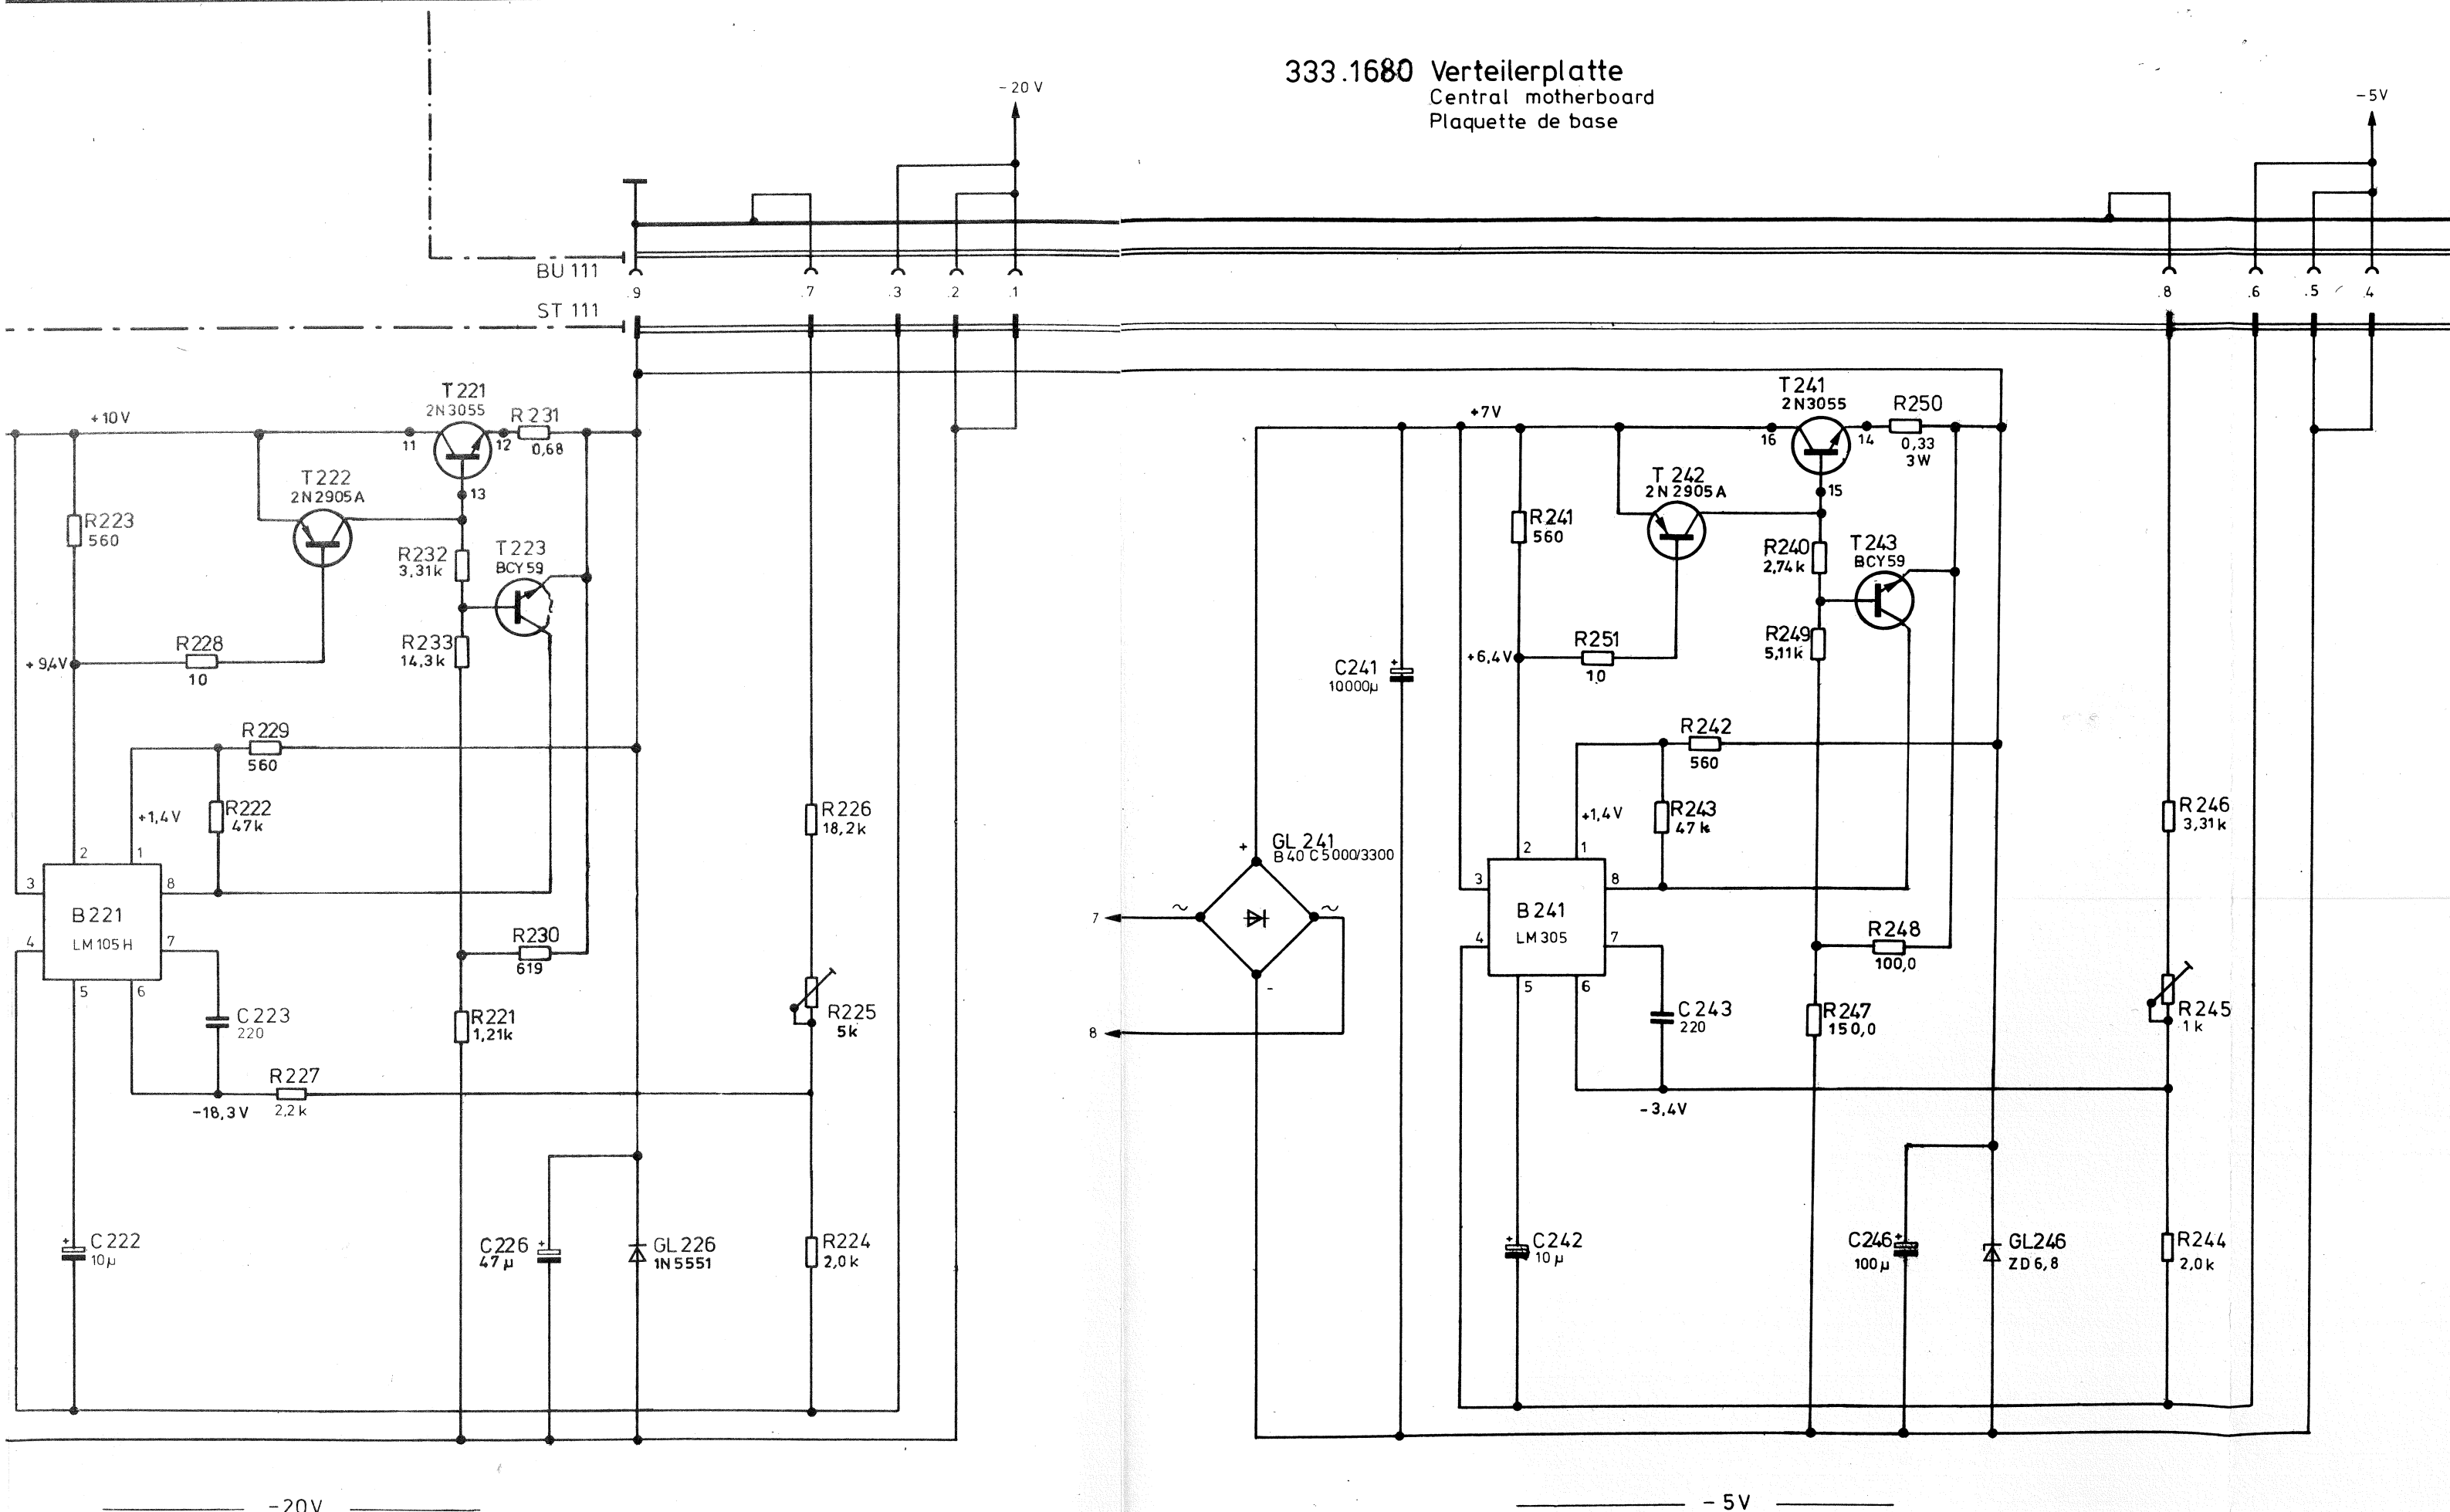 333.1680 Verteilerplatte
Central motherboard
Plaquette de base
-20V
-5V
BU 111
.9
.7
.3
.2
.1
.8
.6
.5
.4
ST 111
+10V
T221
2N3055
R231
0,68
11
12
13
T222
2N2905A
R223
560
R232
3,31k
T223
BCY59
R233
14,3k
R228
10
+9,4V
R229
560
R222
47k
+1,4V
2
1
3
8
B221
LM105H
4
7
5
6
R230
619
C223
220
R221
1,21k
R227
2,2k
-18,3V
R226
18,2k
R225
5k
C222
10µ
C226
47µ
GL226
1N5551
R224
2,0k
-20V
+7V
T241
2N3055
R250
0,33
3W
16
14
15
T242
2N2905A
R241
560
R240
2,74k
T243
BCY59
R249
5,11k
R251
10
+6,4V
C241
10000µ
R242
560
R243
47k
+1,4V
GL241
B40 C5000/3300
+
~
~
-
7
8
2
1
3
8
B241
LM305
4
7
5
6
R248
100,0
C243
220
R247
150,0
-3,4V
R246
3,31k
R245
1k
C242
10µ
C246
100µ
GL246
ZD6,8
R244
2,0k
-5V